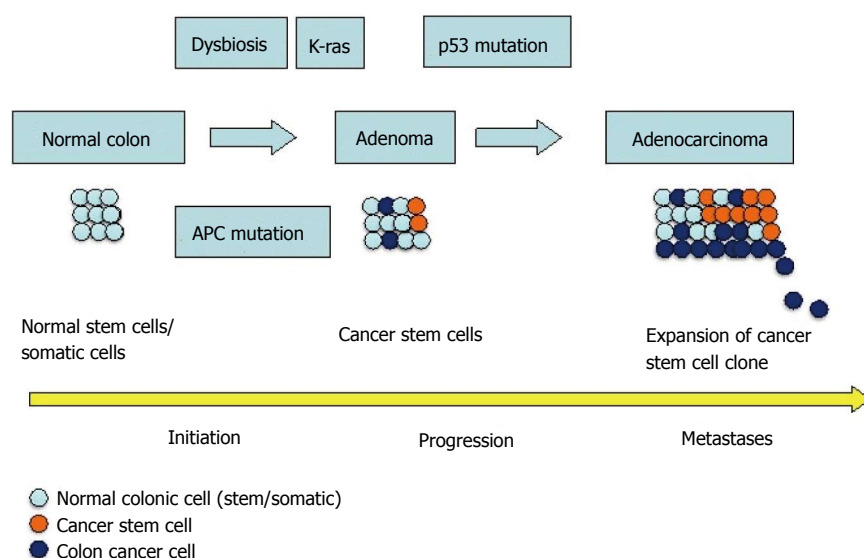 Dysbiosis
K-ras
p53 mutation
Normal colon
Adenoma
Adenocarcinoma
APC mutation
Normal stem cells/
somatic cells
Cancer stem cells
Expansion of cancer
stem cell clone
Initiation
Progression
Metastases
Normal colonic cell (stem/somatic)
Cancer stem cell
Colon cancer cell